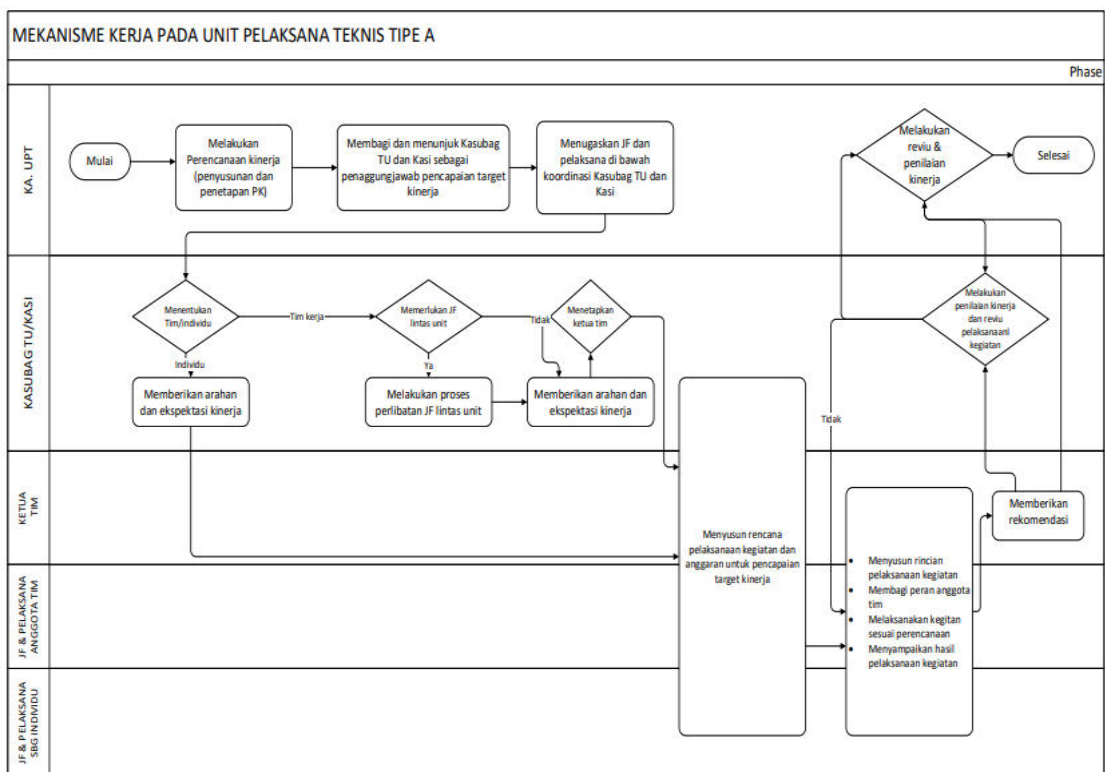 MEKANISME KERJA PADA UNIT PELAKSANA TEKNIS TIPE A
Phase
KA. UPT
Mulai
Melakukan
Perencanaan kinerja
(penyusunan dan
penetapan PK)
Membagi dan menunjuk Kasubag
TU dan Kasi sebagai
penaggungjawab pencapaian target
kinerja
Menugaskan JF dan
pelaksana di bawah
koordinasi Kasubag TU dan
Kasi
Melakukan
reviu &
penilaian
kinerja
Selesai
KASUBAG TU/KASI
Menentukan
Tim/individu
Tim kerja
Memerlukan JF
lintas unit
Tidak
Menetapkan
ketua tim
Melakukan
penilaian kinerja
dan reviu
pelaksanaanl
kegiatan
Individu
Ya
Memberikan arahan
dan ekspektasi kinerja
Melakukan proses
perlibatan JF lintas unit
Memberikan arahan dan
ekspektasi kinerja
Tidak
KETUA
TIM
Memberikan
rekomendasi
Menyusun rencana
pelaksanaan kegiatan dan
anggaran untuk pencapaian
target kinerja
• Menyusun rincian
pelaksanaan kegiatan
• Membagi peran anggota
tim
• Melaksanakan kegitan
sesuai perencanaan
• Menyampaikan hasil
pelaksanaan kegiatan
JF & PELAKSANA
ANGGOTA TIM
JF & PELAKSANA
SBG INDIVIDU